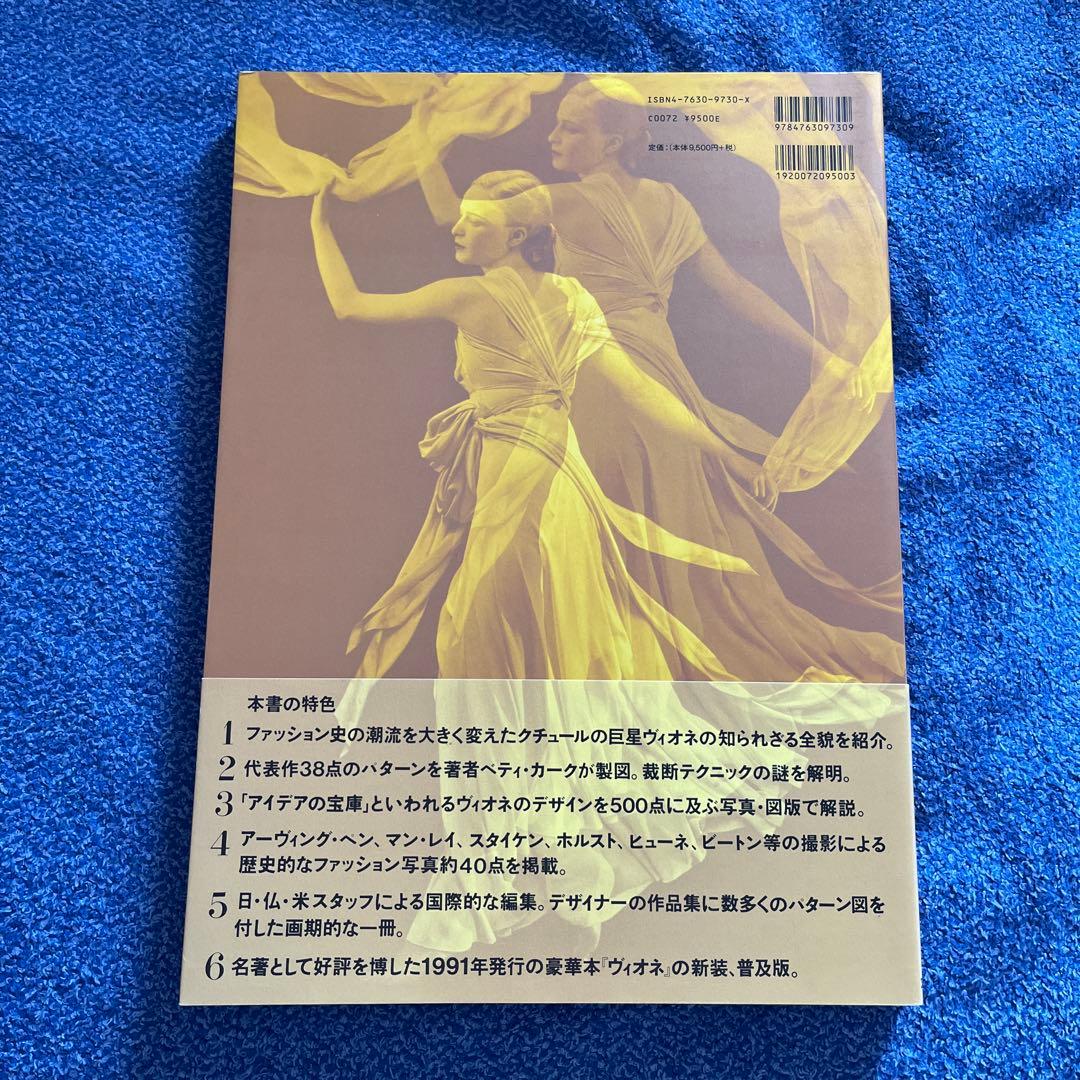 ISBN4-7630-9730-X
C0072 ¥9500E
定価:(本体9,500円+税)
9784763097309
1920072095003
本書の特色
1 ファッション史の潮流を大きく変えたクチュールの巨星ヴィオネの知られざる全貌を紹介。
2 代表作38点のパターンを著者ベティ・カークが製図。裁断テクニックの謎を解明。
3 「アイデアの宝庫」といわれるヴィオネのデザインを500点に及ぶ写真・図版で解説。
4 アーヴィング・ペン、マン・レイ、スタイケン、ホルスト、ヒューネ、ビートン等の撮影による
歴史的なファッション写真約40点を掲載。
5 日・仏・米スタッフによる国際的な編集。デザイナーの作品集に数多くのパターン図を
付した画期的な一冊。
6 名著として好評を博した1991年発行の豪華本『ヴィオネ』の新装、普及版。